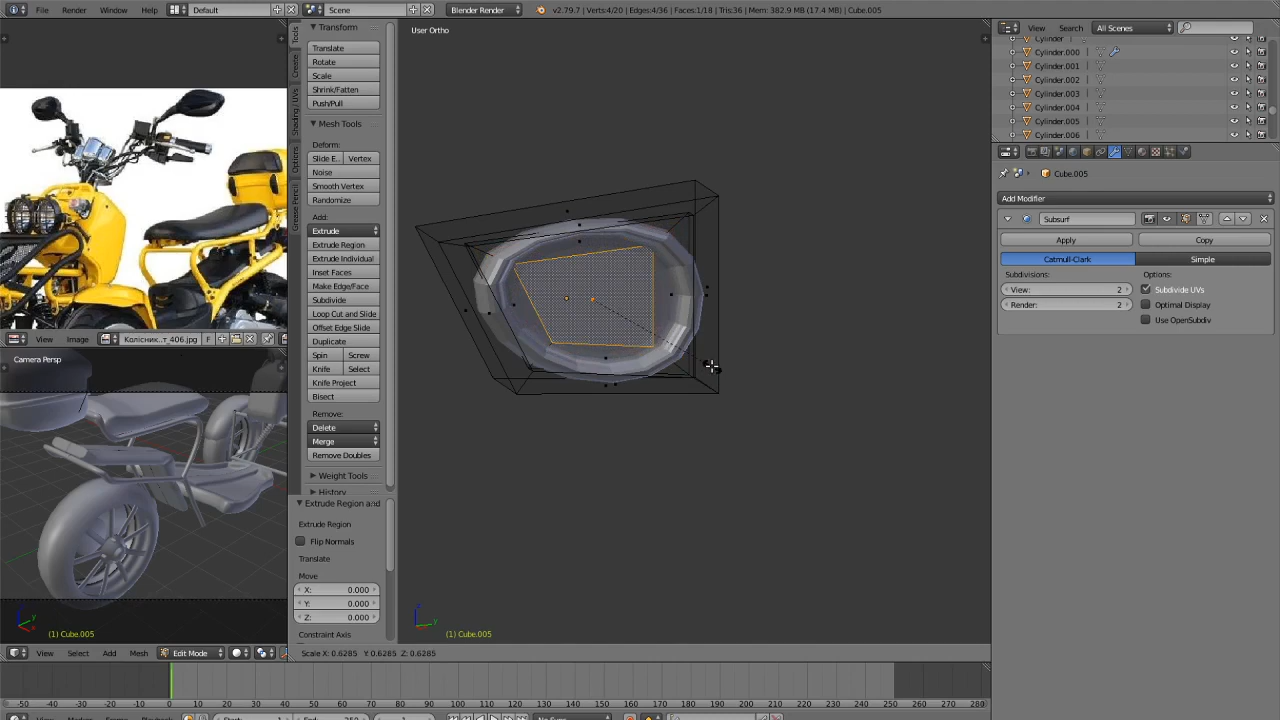 File Render Window Help Default Scene Blender Render v2.79.7 | Verts:4/20 | Edges:4/36 | Faces:1/18 | Tris:36 | Mem: 382.9 MB (17.4 MB) | Cube.005
Tools
Create
Shading / UVs
Options
Grease Pencil
Transform
Translate
Rotate
Scale
Shrink/Fatten
Push/Pull
Mesh Tools
Deform:
Slide E.. Vertex
Noise
Smooth Vertex
Randomize
Add:
Extrude
Extrude Region
Extrude Individual
Inset Faces
Make Edge/Face
Subdivide
Loop Cut and Slide
Offset Edge Slide
Duplicate
Spin Screw
Knife Select
Knife Project
Bisect
Remove:
Delete
Merge
Remove Doubles
Weight Tools
History
Extrude Region and
Extrude Region
Flip Normals
Translate
Move
X: 0.000
Y: 0.000
Z: 0.000
Constraint Axis
User Ortho
(1) Cube.005
Scale X: 0.6285 Y: 0.6285 Z: 0.6285
View Image Колісник...т_406.jpg F
Camera Persp
(1) Cube.005
View Select Add Mesh Edit Mode
View Search All Scenes
Cylinder
Cylinder.000
Cylinder.001
Cylinder.002
Cylinder.003
Cylinder.004
Cylinder.005
Cylinder.006
Cube.005
Add Modifier
Subsurf
Apply Copy
Catmull-Clark Simple
Subdivisions: Options:
View: 2 Subdivide UVs
Render: 2 Optimal Display
Use OpenSubdiv
-50 -40 -30 -20 -10 0 10 20 30 40 50 60 70 80 90 100 110 120 130 140 150 160 170 180 190 200 210 220 230 240 250 260 270 280